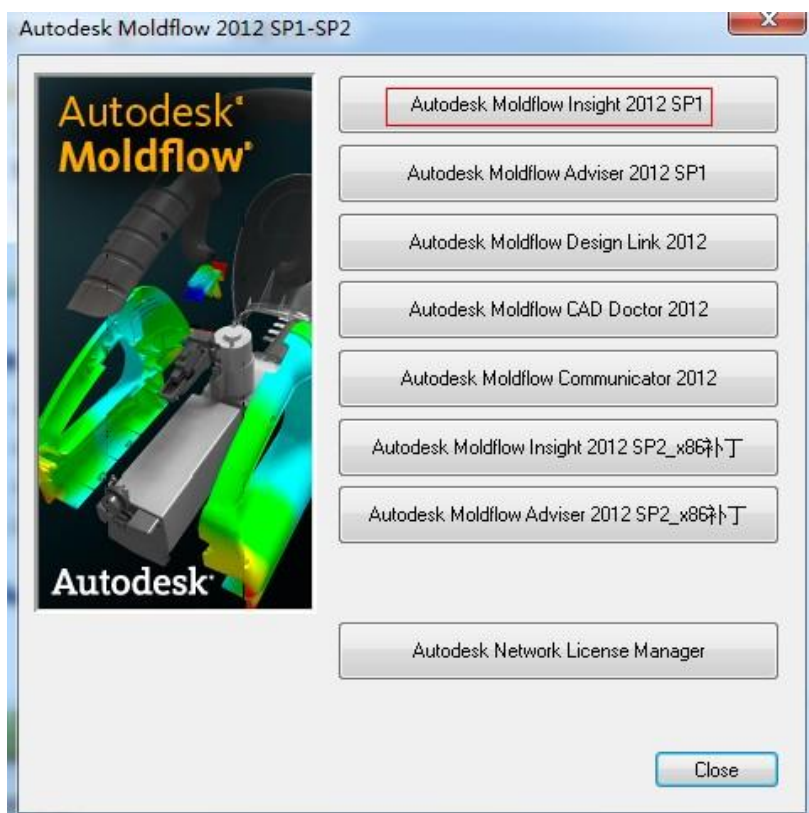 Autodesk Moldflow 2012 SP1-SP2
Autodesk
Moldflow
Autodesk
Autodesk Moldflow Insight 2012 SP1
Autodesk Moldflow Adviser 2012 SP1
Autodesk Moldflow Design Link 2012
Autodesk Moldflow CAD Doctor 2012
Autodesk Moldflow Communicator 2012
Autodesk Moldflow Insight 2012 SP2_x86补丁
Autodesk Moldflow Adviser 2012 SP2_x86补丁
Autodesk Network License Manager
Close